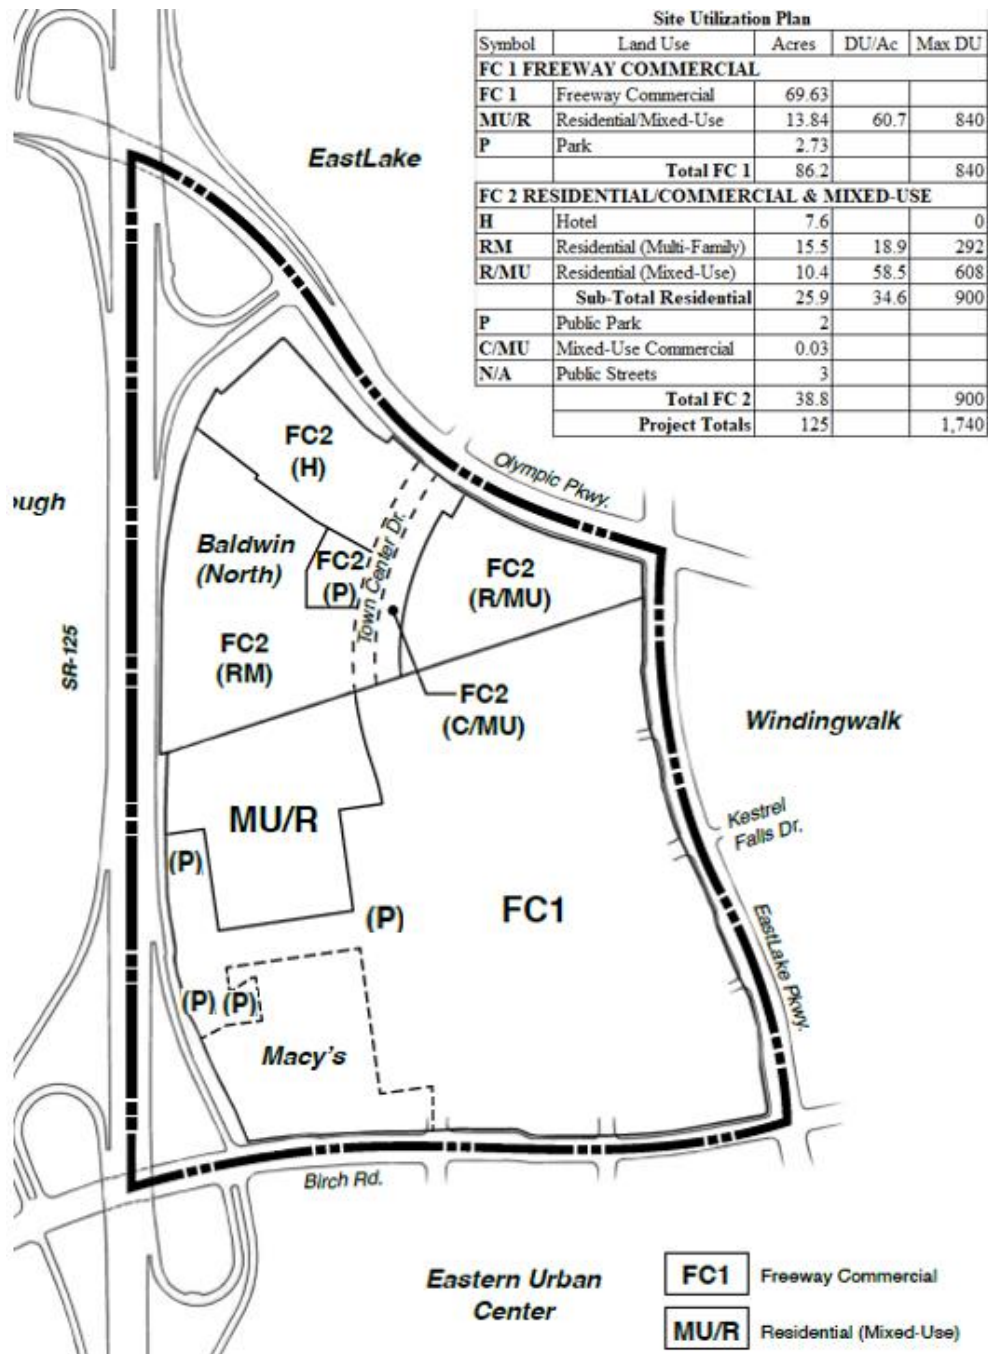 Site Utilization Plan
Symbol Land Use Acres DU/Ac Max DU
FC 1 FREEWAY COMMERCIAL
FC 1 Freeway Commercial 69.63
MU/R Residential/Mixed-Use 13.84 60.7 840
P Park 2.73
Total FC 1 86.2 840
FC 2 RESIDENTIAL/COMMERCIAL & MIXED-USE
H Hotel 7.6 0
RM Residential (Multi-Family) 15.5 18.9 292
R/MU Residential (Mixed-Use) 10.4 58.5 608
Sub-Total Residential 25.9 34.6 900
P Public Park 2
C/MU Mixed-Use Commercial 0.03
N/A Public Streets 3
Total FC 2 38.8 900
Project Totals 125 1,740
EastLake
FC2
(H)
Olympic Pkwy.
ough
Baldwin
(North)
FC2
(P)
Town Center Dr.
FC2
(R/MU)
SR-125
FC2
(RM)
FC2
(C/MU)
Windingwalk
MU/R
Kestrel
Falls Dr.
(P)
FC1
(P)
EastLake Pkwy.
(P) (P)
Macy's
Birch Rd.
Eastern Urban
Center
FC1 Freeway Commercial
MU/R Residential (Mixed-Use)